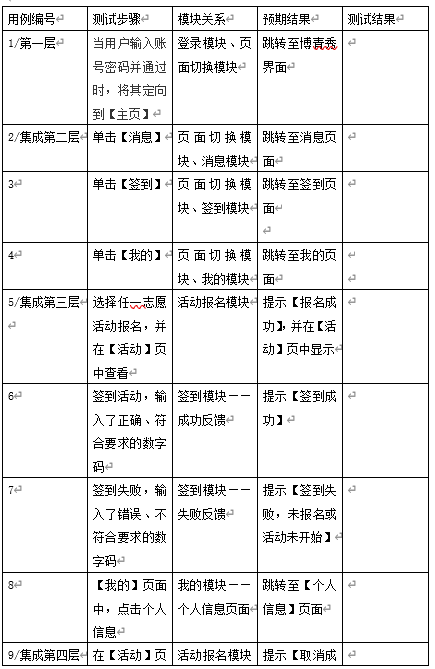 用例编号 测试步骤 模块关系 预期结果 测试结果
1/第一层 当用户输入账 登录模块、页 跳转至博寿委
号密码并通过 面切换模块 界面
时，将其定向
到【主页】
2/集成第二层 单击【消息】 页面切换模 跳转至消息页
块、消息模块 面
3 单击【签到】 页面切换模 跳转至签到页
块、签到模块 面
4 单击【我的】 页面切换模 跳转至我的页
块、我的模块 面
5/集成第三层 选择任一志愿 活动报名模块 提示【报名成
活动报名，并 功】，并在【活
在【活动】页 动】页中显示
中查看
6 签到活动，输 签到模块－－ 提示【签到成
入了正确、符 成功反馈 功】
合要求的数字
码
7 签到失败，输 签到模块－－ 提示【签到失
入了错误、不 失败反馈 败，未报名或
符合要求的数 活动未开始】
字码
8 【我的】页面 我的模块－－ 跳转至【个人
中，点击个人 个人信息页面 信息】页面
信息
9/集成第四层 在【活动】页 活动报名模块 提示【取消成